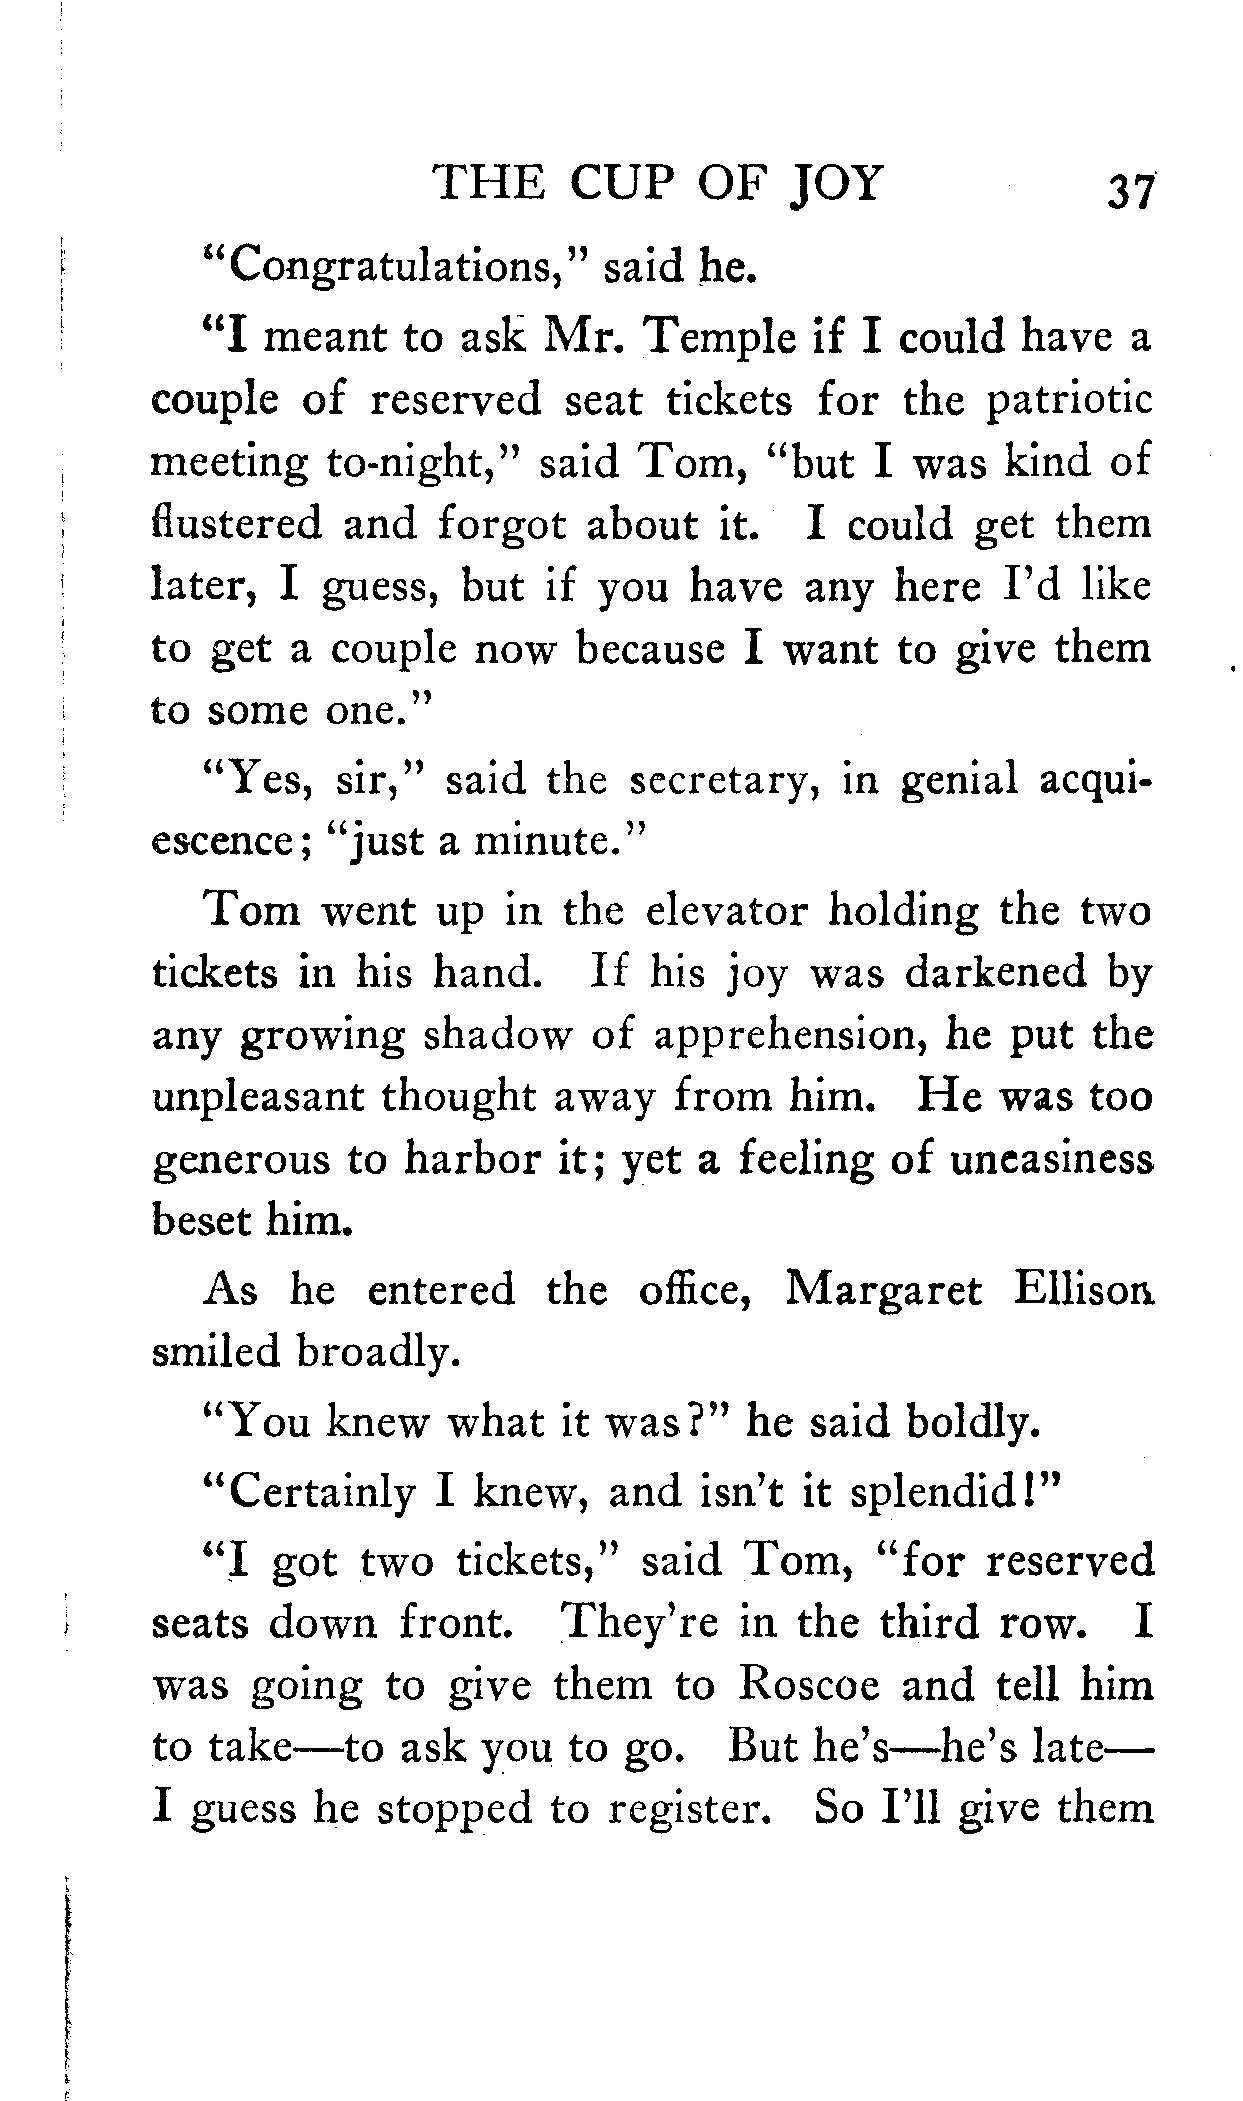 THE CUP OF JOY 37
“Congratulations,” said he.
“I meant to ask Mr. Temple if I could have a
couple of reserved seat tickets for the patriotic
meeting to-night,” said Tom, “but I was kind of
flustered and forgot about it. I could get them
later, I guess, but if you have any here I’d like
to get a couple now because I want to give them
to some one.”
“Yes, sir,” said the secretary, in genial acqui-
escence; “just a minute.”
Tom went up in the elevator holding the two
tickets in his hand. If his joy was darkened by
any growing shadow of apprehension, he put the
unpleasant thought away from him. He was too
generous to harbor it; yet a feeling of uneasiness
beset him.
As he entered the office, Margaret Ellison
smiled broadly.
“You knew what it was?” he said boldly.
“Certainly I knew, and isn’t it splendid!”
“I got two tickets,” said Tom, “for reserved
seats down front. They’re in the third row. I
was going to give them to Roscoe and tell him
to take—to ask you to go. But he’s—he’s late—
I guess he stopped to register. So I’ll give them